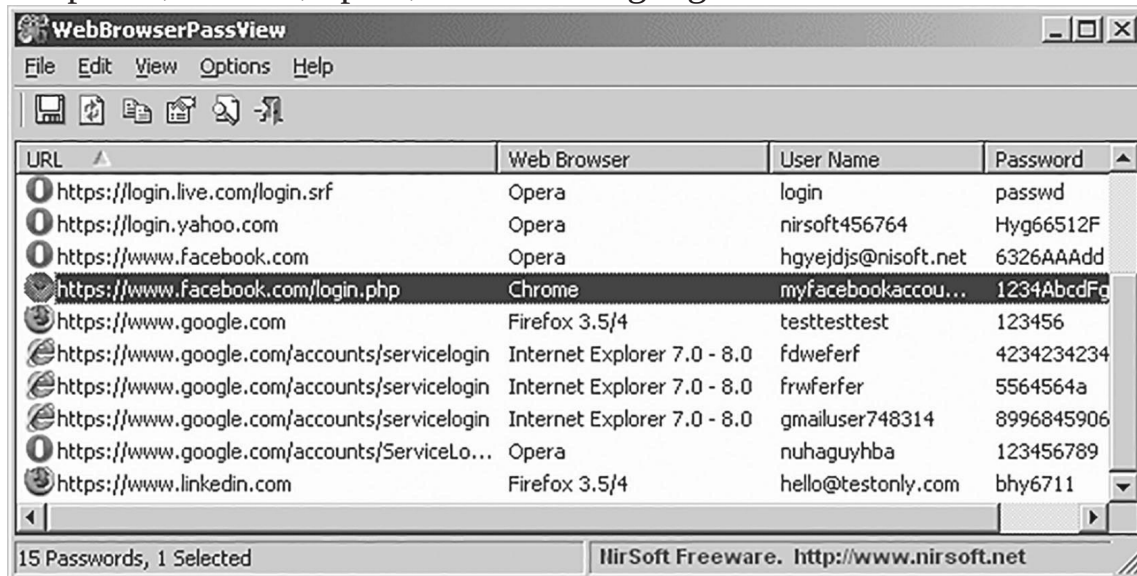 WebBrowserPassView
File Edit View Options Help
URL Web Browser User Name Password
https://login.live.com/login.srf Opera login passwd
https://login.yahoo.com Opera nirsoft456764 Hyg66512F
https://www.facebook.com Opera hgyejdjs@nisoft.net 6326AAAdd
https://www.facebook.com/login.php Chrome myfacebookaccou... 1234AbcdFg
https://www.google.com Firefox 3.5/4 testtesttest 123456
https://www.google.com/accounts/servicelogin Internet Explorer 7.0 - 8.0 fdweferf 4234234234
https://www.google.com/accounts/servicelogin Internet Explorer 7.0 - 8.0 frwferfer 5564564a
https://www.google.com/accounts/servicelogin Internet Explorer 7.0 - 8.0 gmailuser748314 8996845906
https://www.google.com/accounts/ServiceLo... Opera nuhaguyhba 123456789
https://www.linkedin.com Firefox 3.5/4 hello@testonly.com bhy6711
15 Passwords, 1 Selected NirSoft Freeware. http://www.nirsoft.net